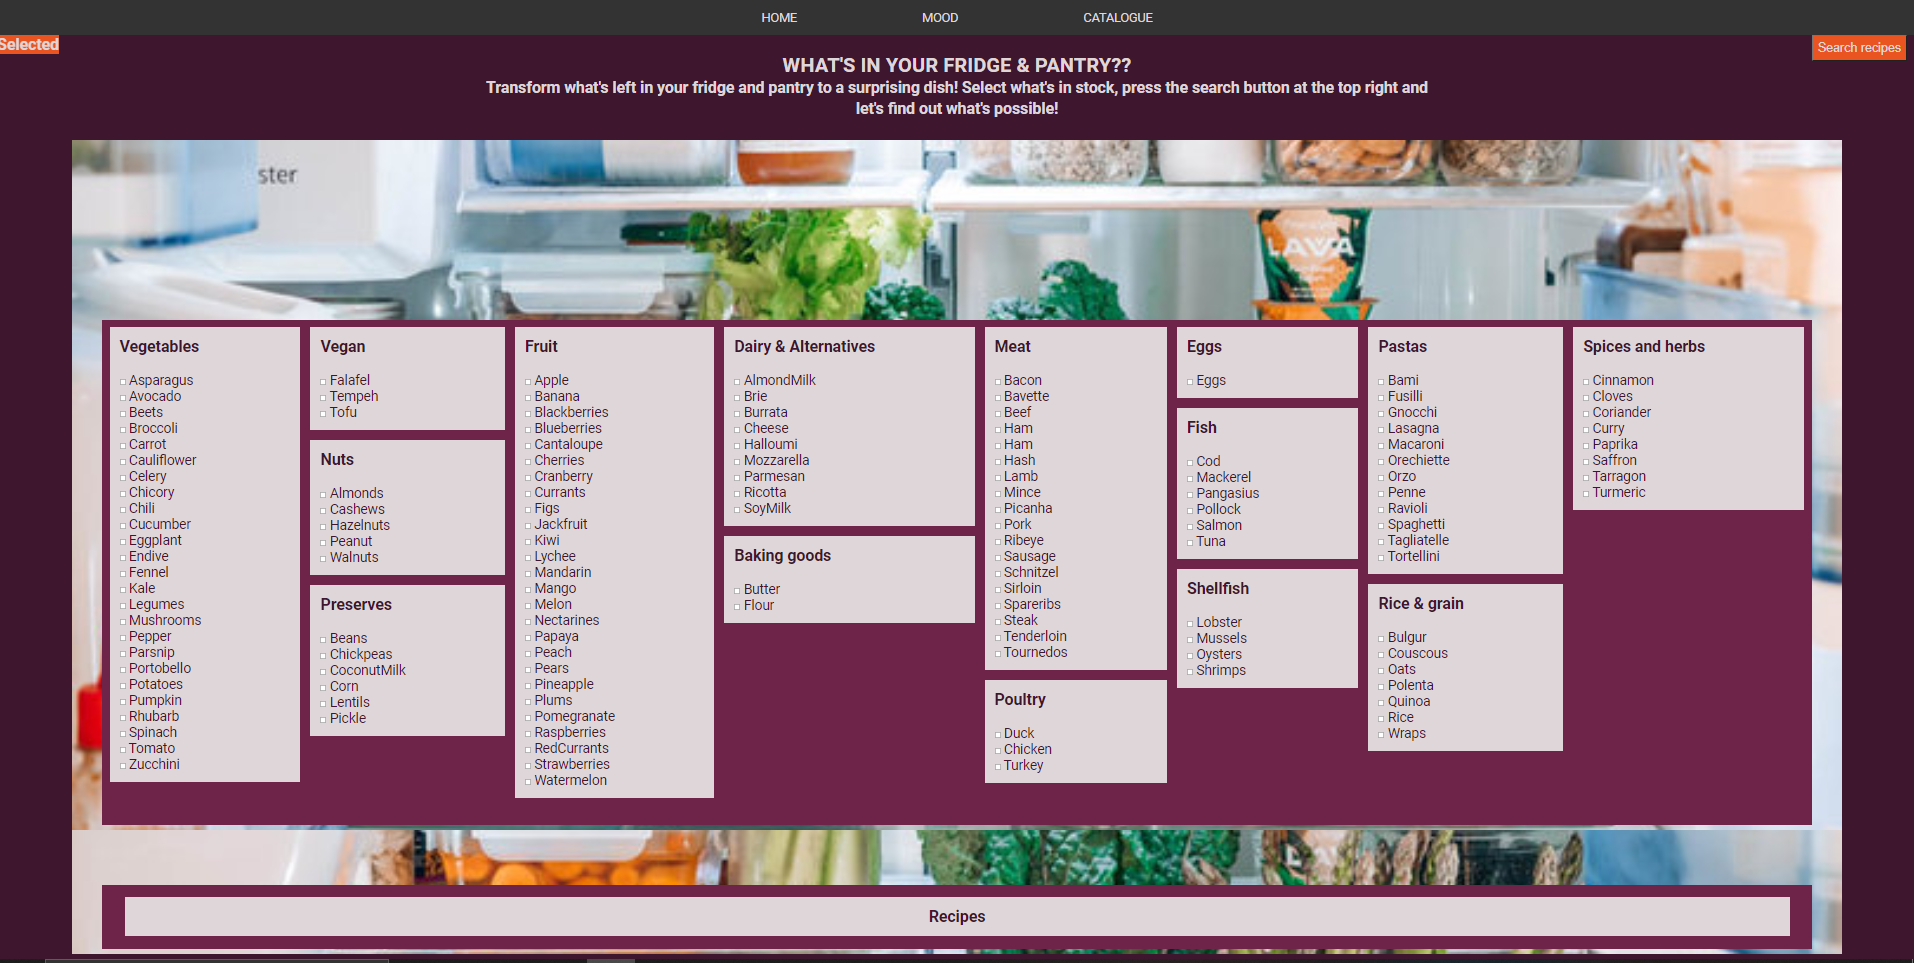 HOME MOOD CATALOGUE
Selected
Search recipes
WHAT'S IN YOUR FRIDGE & PANTRY??
Transform what's left in your fridge and pantry to a surprising dish! Select what's in stock, press the search button at the top right and
let's find out what's possible!
ster
LAVVA
Vegetables
Asparagus
Avocado
Beets
Broccoli
Carrot
Cauliflower
Celery
Chicory
Chili
Cucumber
Eggplant
Endive
Fennel
Kale
Legumes
Mushrooms
Pepper
Parsnip
Portobello
Potatoes
Pumpkin
Rhubarb
Spinach
Tomato
Zucchini
Vegan
Falafel
Tempeh
Tofu
Nuts
Almonds
Cashews
Hazelnuts
Peanut
Walnuts
Preserves
Beans
Chickpeas
CoconutMilk
Corn
Lentils
Pickle
Fruit
Apple
Banana
Blackberries
Blueberries
Cantaloupe
Cherries
Cranberry
Currants
Figs
Jackfruit
Kiwi
Lychee
Mandarin
Mango
Melon
Nectarines
Papaya
Peach
Pears
Pineapple
Plums
Pomegranate
Raspberries
RedCurrants
Strawberries
Watermelon
Dairy & Alternatives
AlmondMilk
Brie
Burrata
Cheese
Halloumi
Mozzarella
Parmesan
Ricotta
SoyMilk
Baking goods
Butter
Flour
Meat
Bacon
Bavette
Beef
Ham
Ham
Hash
Lamb
Mince
Picanha
Pork
Ribeye
Sausage
Schnitzel
Sirloin
Spareribs
Steak
Tenderloin
Tournedos
Poultry
Duck
Chicken
Turkey
Eggs
Eggs
Fish
Cod
Mackerel
Pangasius
Pollock
Salmon
Tuna
Shellfish
Lobster
Mussels
Oysters
Shrimps
Pastas
Bami
Fusilli
Gnocchi
Lasagna
Macaroni
Orechiette
Orzo
Penne
Ravioli
Spaghetti
Tagliatelle
Tortellini
Rice & grain
Bulgur
Couscous
Oats
Polenta
Quinoa
Rice
Wraps
Spices and herbs
Cinnamon
Cloves
Coriander
Curry
Paprika
Saffron
Tarragon
Turmeric
Recipes